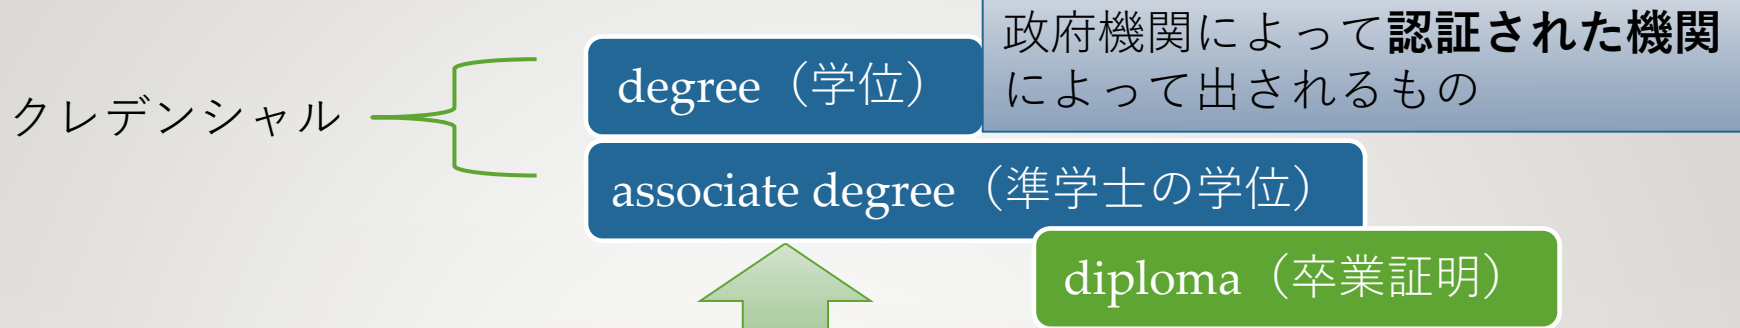 政府機関によって認証された機関
によって出されるもの
degree（学位）
クレデンシャル
associate degree（準学士の学位）
diploma（卒業証明）